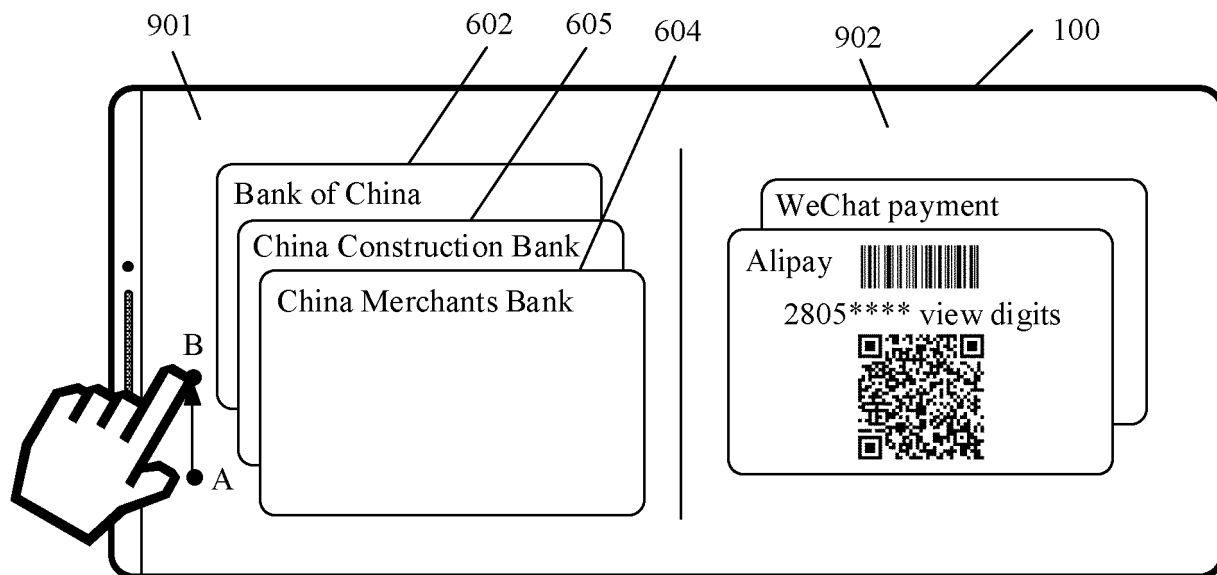 901
602
605
604
902
100
Bank of China
China Construction Bank
China Merchants Bank
WeChat payment
Alipay
2805**** view digits
B
A